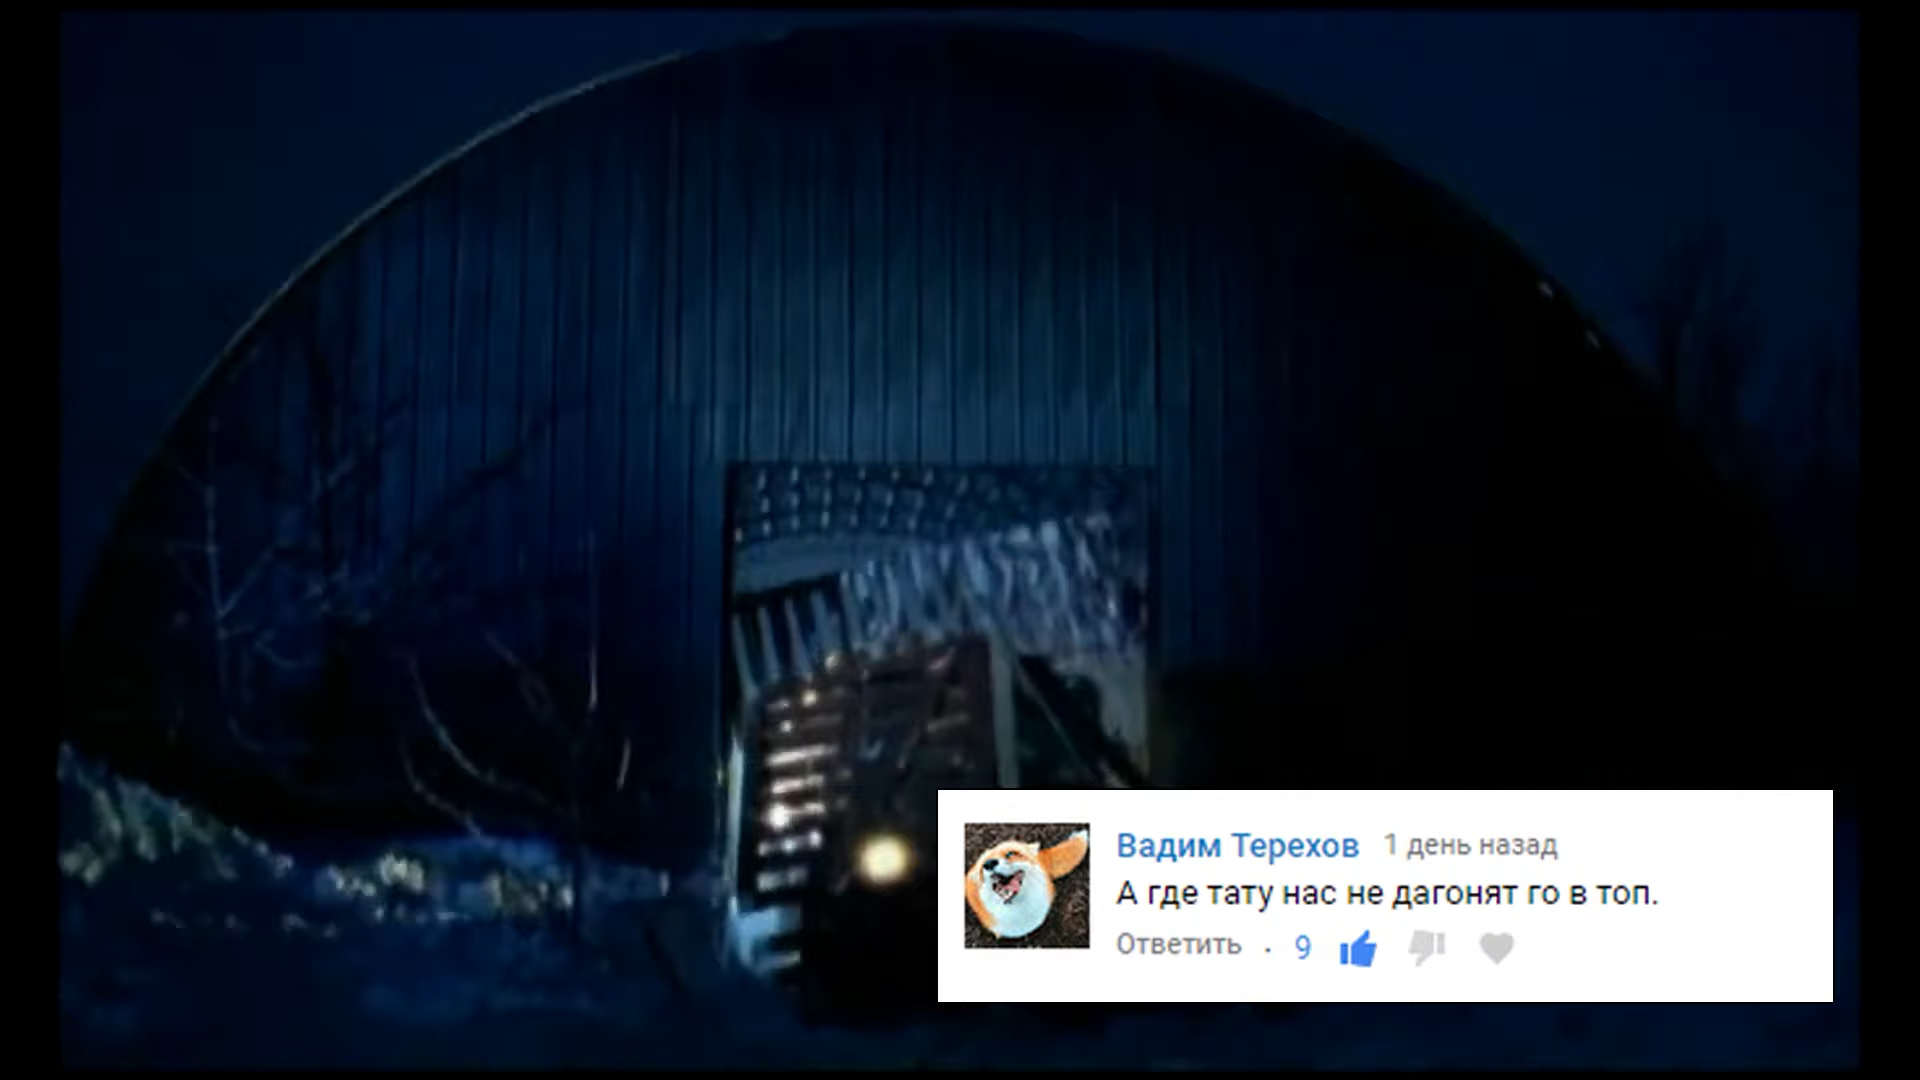 Вадим Терехов 1 день назад
А где тату нас не дагонят го в топ.
Ответить · 9